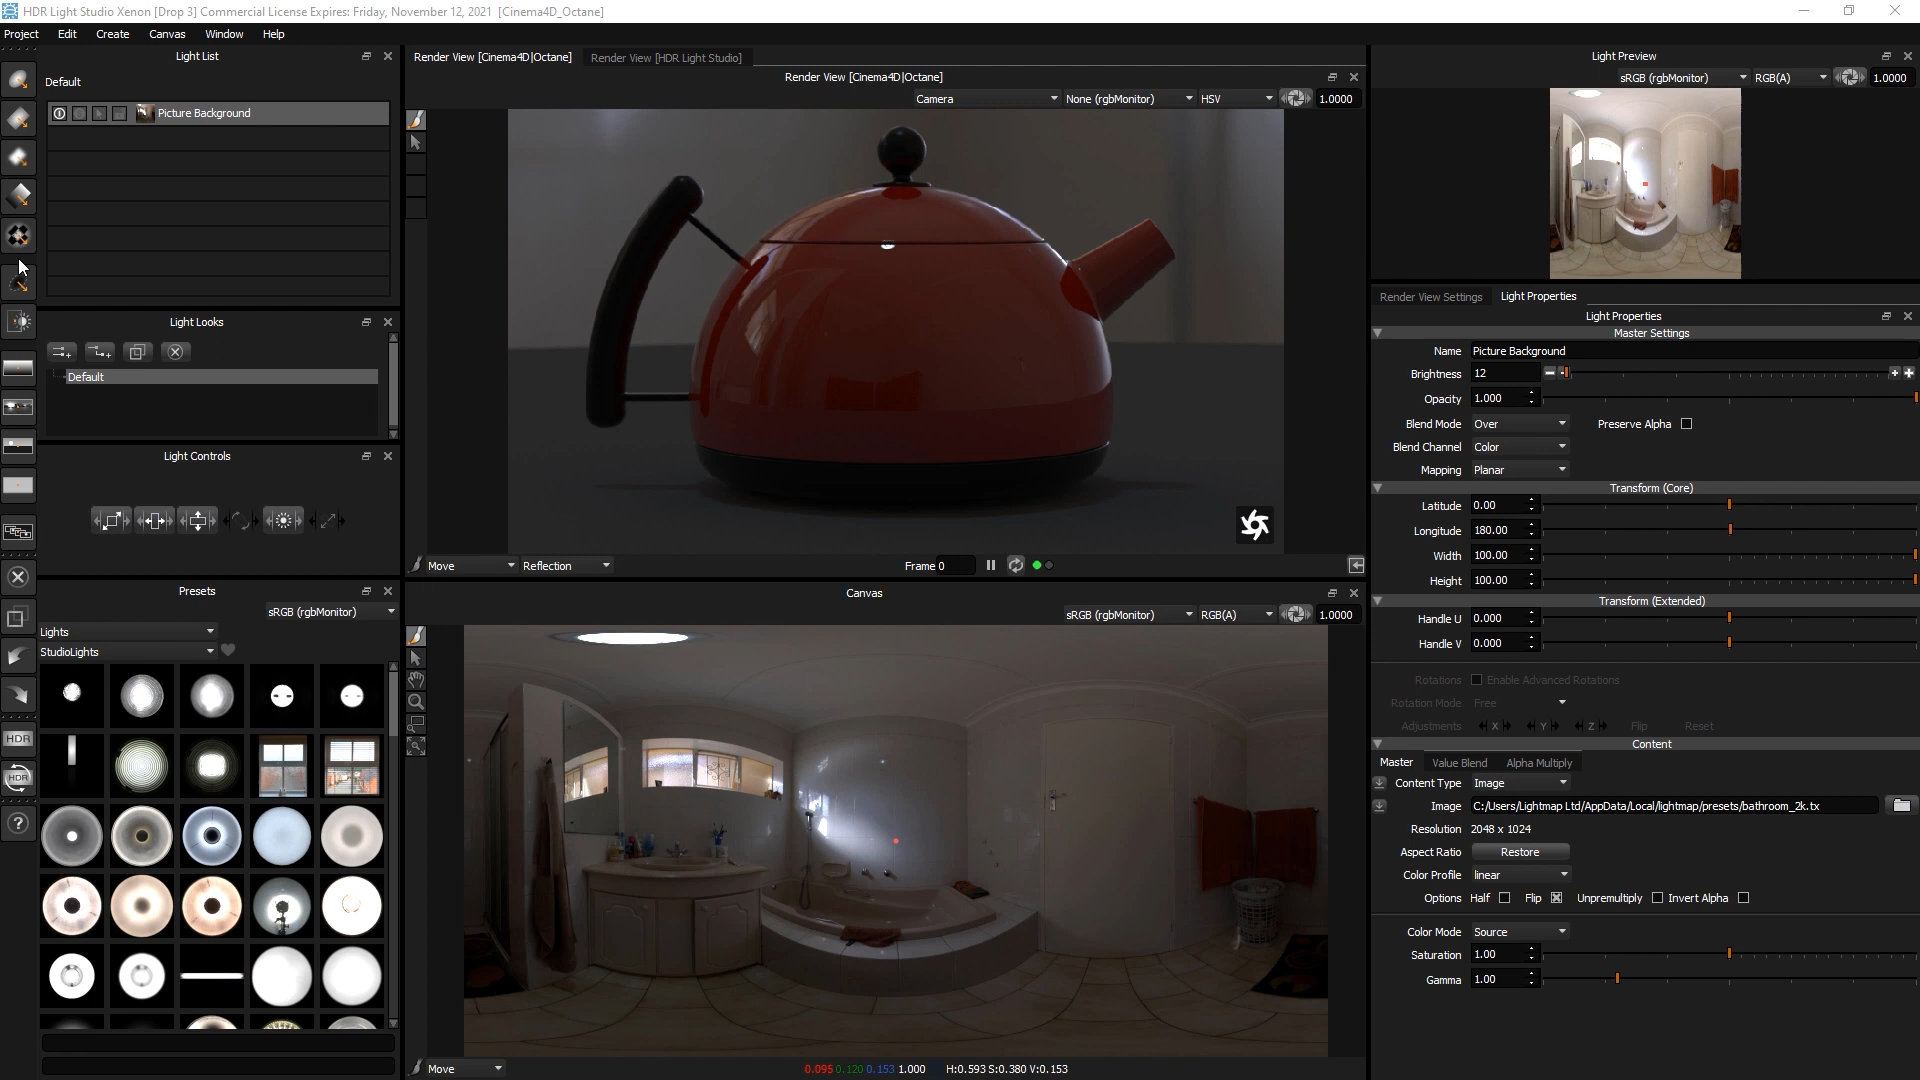 HDR Light Studio Xenon [Drop 3] Commercial License Expires: Friday, November 12, 2021 [Cinema4D_Octane]
Project Edit Create Canvas Window Help
Light List
Default
Picture Background
Light Looks
Default
Light Controls
Presets
sRGB (rgbMonitor)
Lights
StudioLights
HDR
HDR
?
Render View [Cinema4D|Octane] Render View [HDR Light Studio]
Render View [Cinema4D|Octane]
Camera None (rgbMonitor) HSV 1.0000
Move Reflection Frame 0
Canvas
sRGB (rgbMonitor) RGB(A) 1.0000
Move 0.095 0.120 0.153 1.000 H:0.593 S:0.380 V:0.153
Light Preview
sRGB (rgbMonitor) RGB(A) 1.0000
Render View Settings Light Properties
Light Properties
Master Settings
Name Picture Background
Brightness 12
Opacity 1.000
Blend Mode Over Preserve Alpha
Blend Channel Color
Mapping Planar
Transform (Core)
Latitude 0.00
Longitude 180.00
Width 100.00
Height 100.00
Transform (Extended)
Handle U 0.000
Handle V 0.000
Rotations Enable Advanced Rotations
Rotation Mode Free
Adjustments X Y Z Flip Reset
Content
Master Value Blend Alpha Multiply
Content Type Image
Image C:/Users/Lightmap Ltd/AppData/Local/lightmap/presets/bathroom_2k.tx
Resolution 2048 x 1024
Aspect Ratio Restore
Color Profile linear
Options Half Flip Unpremultiply Invert Alpha
Color Mode Source
Saturation 1.00
Gamma 1.00